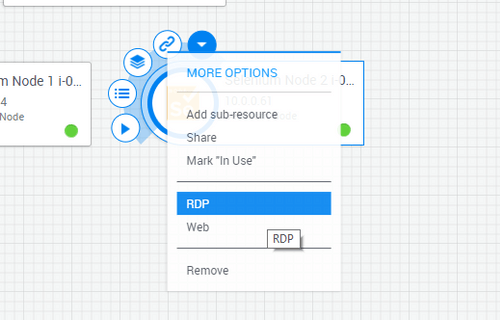 m Node 1 i-0...
4
Node
MORE OPTIONS
Selenium Node 2 i-0...
10.0.0.61
Add sub-resource
Share
Mark "In Use"
RDP
Web
RDP
Remove